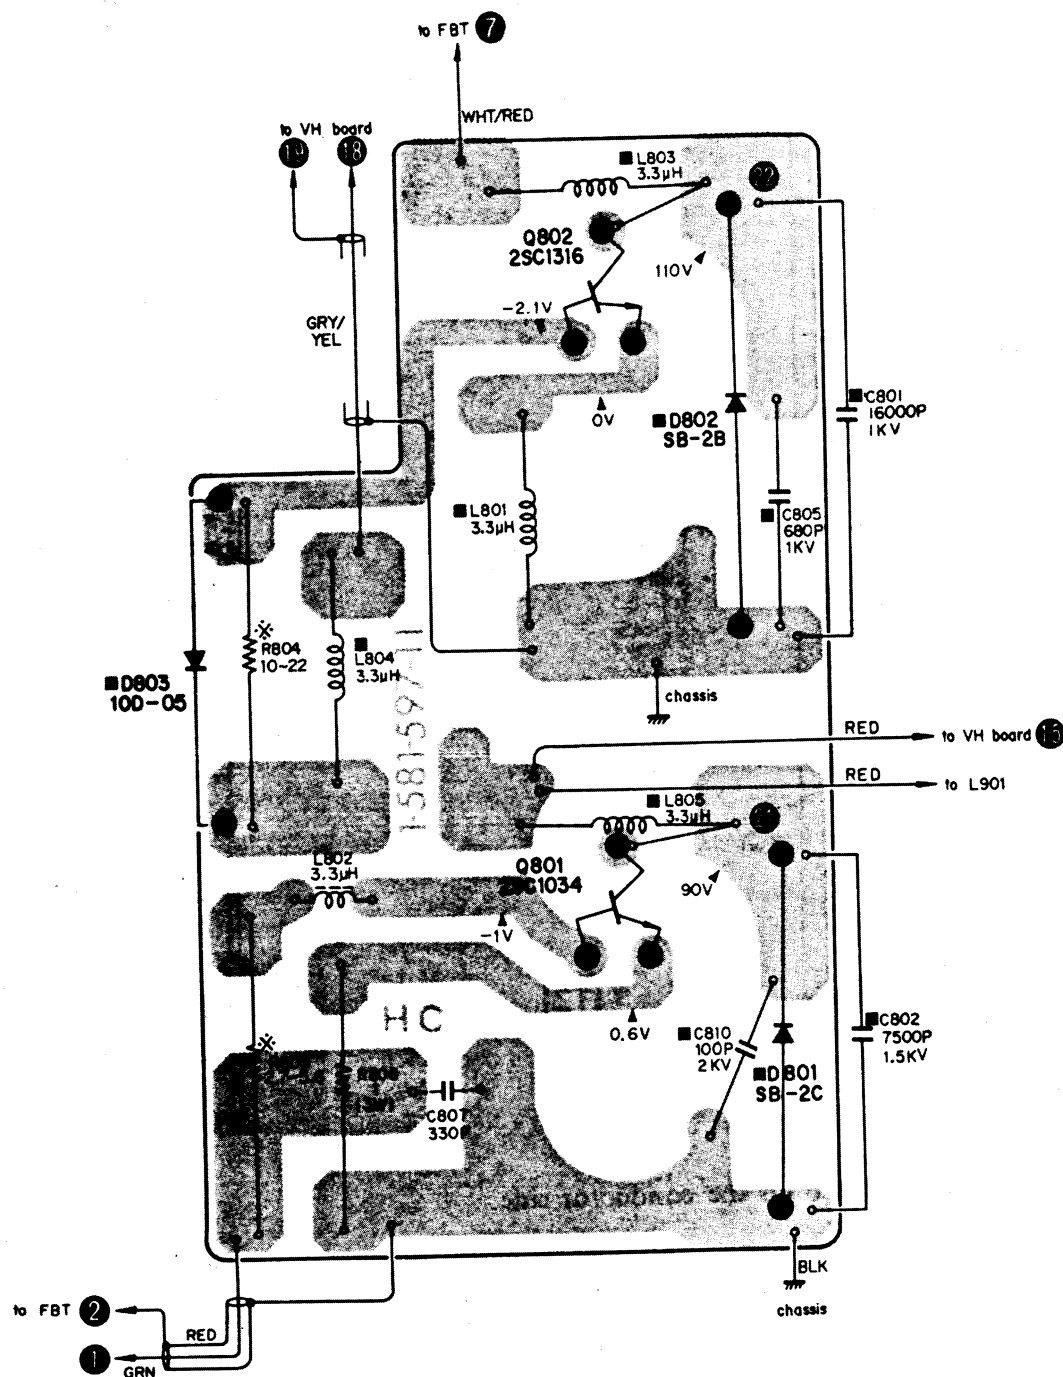 to FBT 7
WHT/RED
to VH board
19 18
L803
3.3μH
22
Q802
2SC1316
110V
-2.1V
GRY/
YEL
0V
D802
SB-2B
C801
16000P
1KV
L801
3.3μH
C805
680P
1KV
※
R804
10~22
L804
3.3μH
D803
10D-05
chassis
RED
to VH board 15
RED
to L901
L805
3.3μH
L802
3.3μH
Q801
2SC1034
90V
-1V
HC
0.6V
C810
100P
2KV
C802
7500P
1.5KV
D801
SB-2C
※
C807
330P
BLK
chassis
to FBT 2
RED
1
GRN